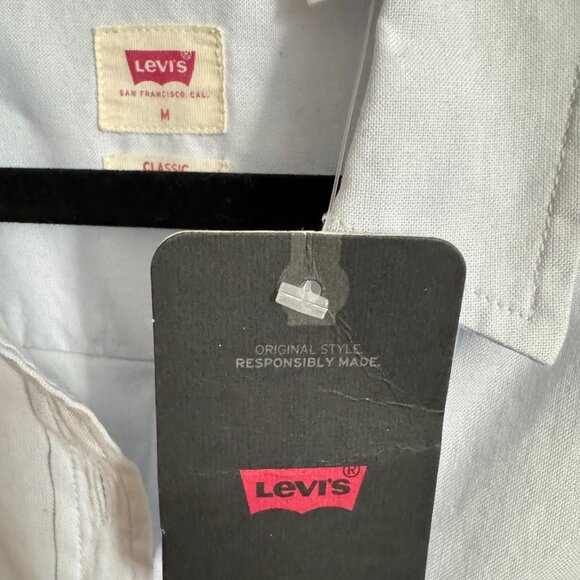 Levi's
SAN FRANCISCO, CAL.
M
CLASSIC
ORIGINAL STYLE.
RESPONSIBLY MADE.
Levi's®